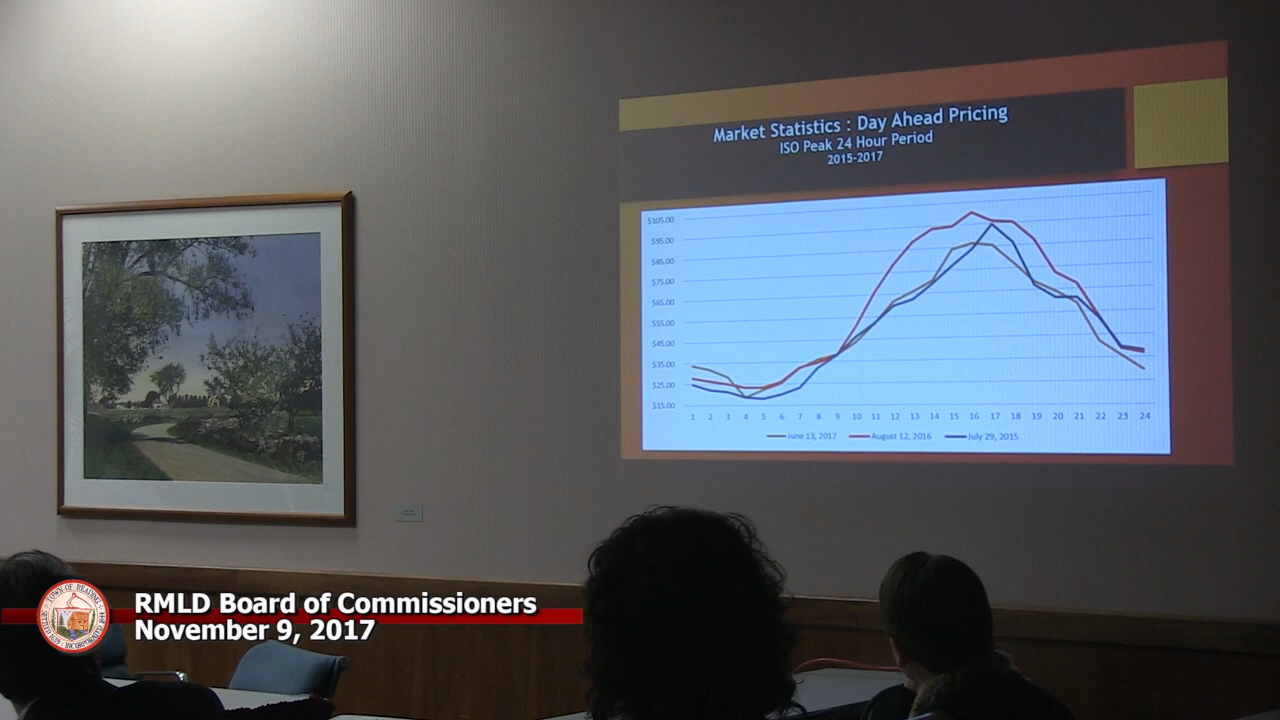 Market Statistics : Day Ahead Pricing
ISO Peak 24 Hour Period
2015-2017
$105.00
$95.00
$85.00
$75.00
$65.00
$55.00
$45.00
$35.00
$25.00
$15.00
1 2 3 4 5 6 7 8 9 10 11 12 13 14 15 16 17 18 19 20 21 22 23 24
June 13, 2017 August 12, 2016 July 29, 2015
TOWN OF READING
RMLD Board of Commissioners
November 9, 2017